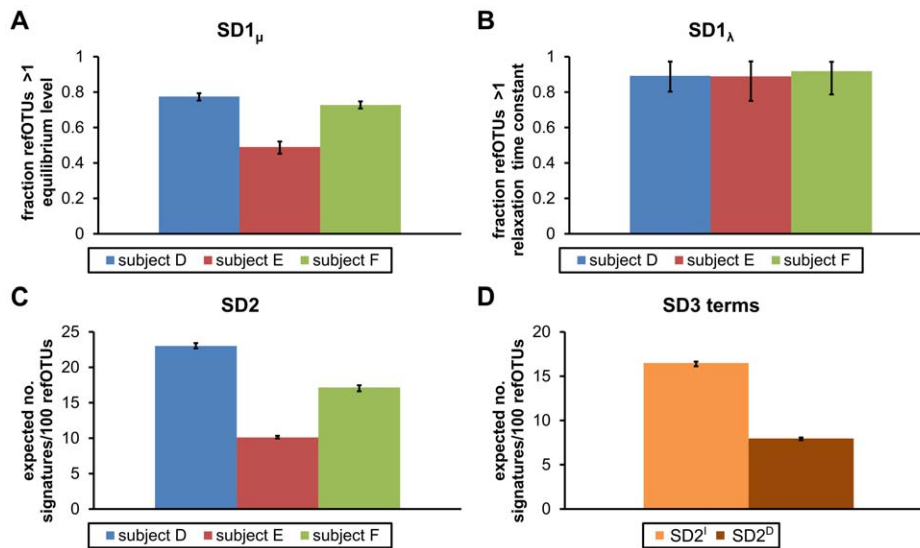 A
SD1μ
fraction refOTUs >1
equilibrium level
1
0.8
0.6
0.4
0.2
0
subject D subject E subject F
B
SD1λ
fraction refOTUs >1
relaxation time constant
1
0.8
0.6
0.4
0.2
0
subject D subject E subject F
C
SD2
expected no.
signatures/100 refOTUs
25
20
15
10
5
0
subject D subject E subject F
D
SD3 terms
expected no.
signatures/100 refOTUs
20
15
10
5
0
SD2ᴵ SD2ᴰ